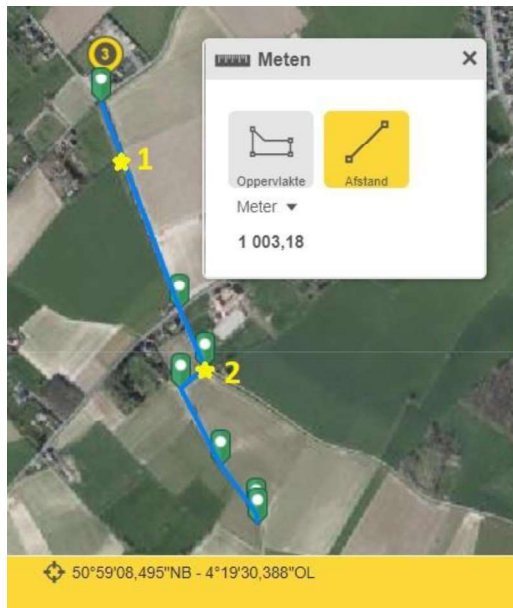 3
Meten
1
Oppervlakte
Afstand
Meter
1 003,18
2
50°59'08,495"NB - 4°19'30,388"OL